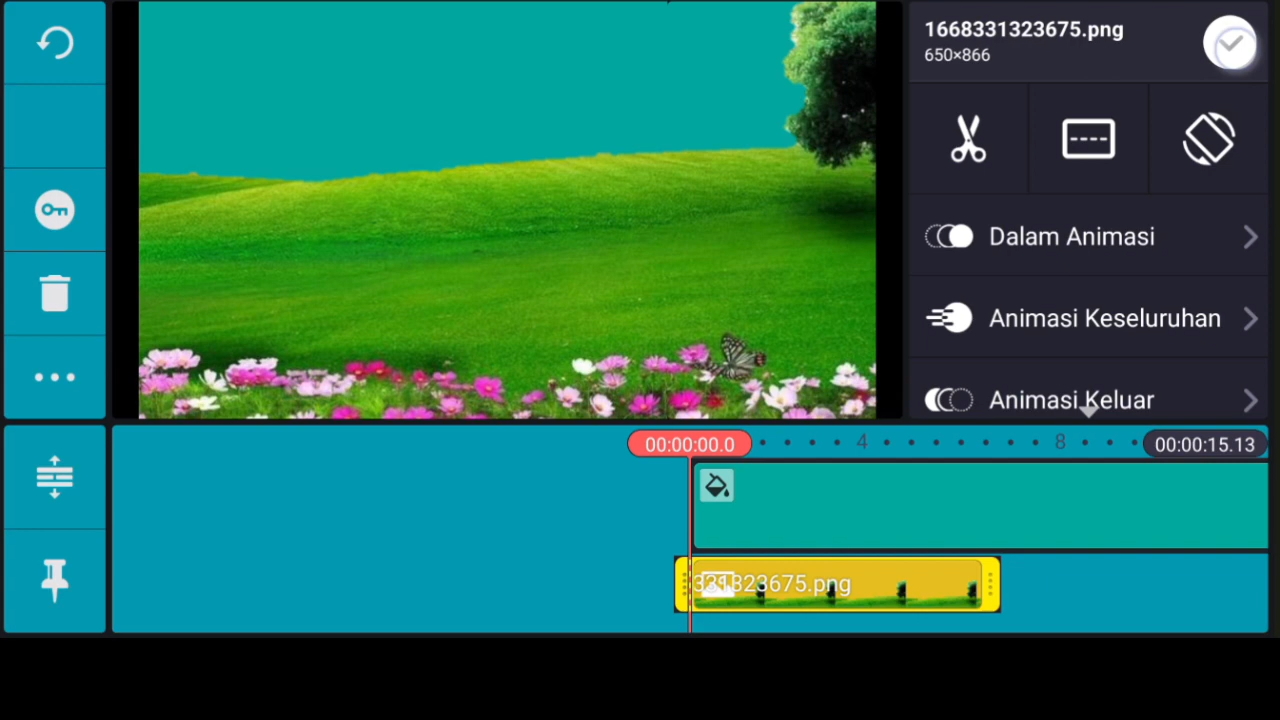 1668331323675.png
650×866
Dalam Animasi
Animasi Keseluruhan
Animasi Keluar
00:00:00.0
4
8
00:00:15.13
331323675.png